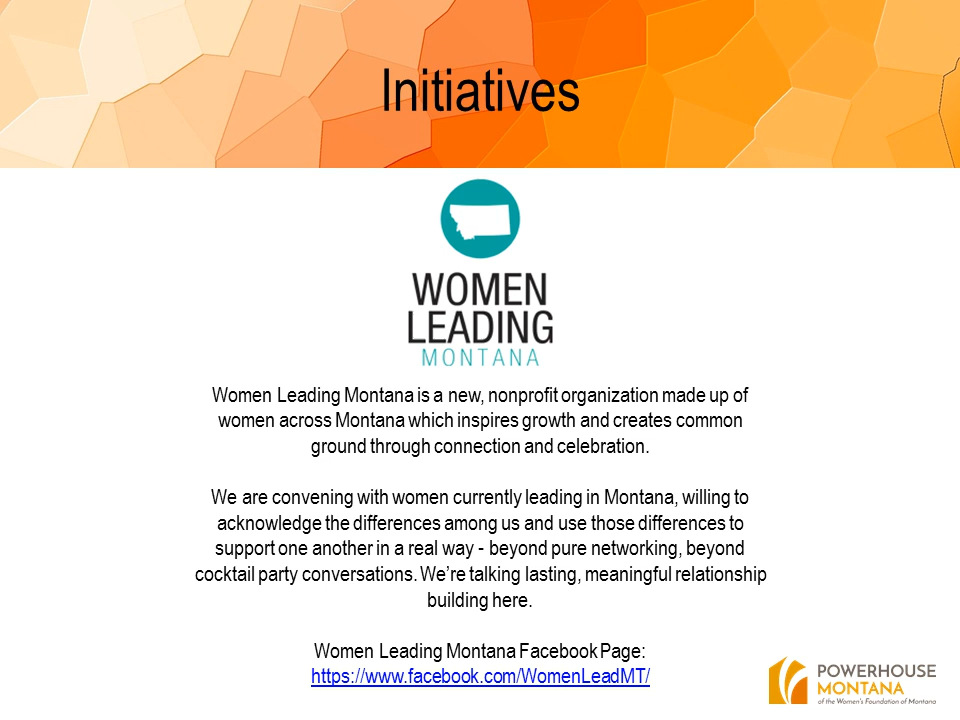 Initiatives
WOMEN
LEADING
MONTANA
Women Leading Montana is a new, nonprofit organization made up of
women across Montana which inspires growth and creates common
ground through connection and celebration.
We are convening with women currently leading in Montana, willing to
acknowledge the differences among us and use those differences to
support one another in a real way - beyond pure networking, beyond
cocktail party conversations. We’re talking lasting, meaningful relationship
building here.
Women Leading Montana Facebook Page:
https://www.facebook.com/WomenLeadMT/
POWERHOUSE
MONTANA
of the Women's Foundation of Montana